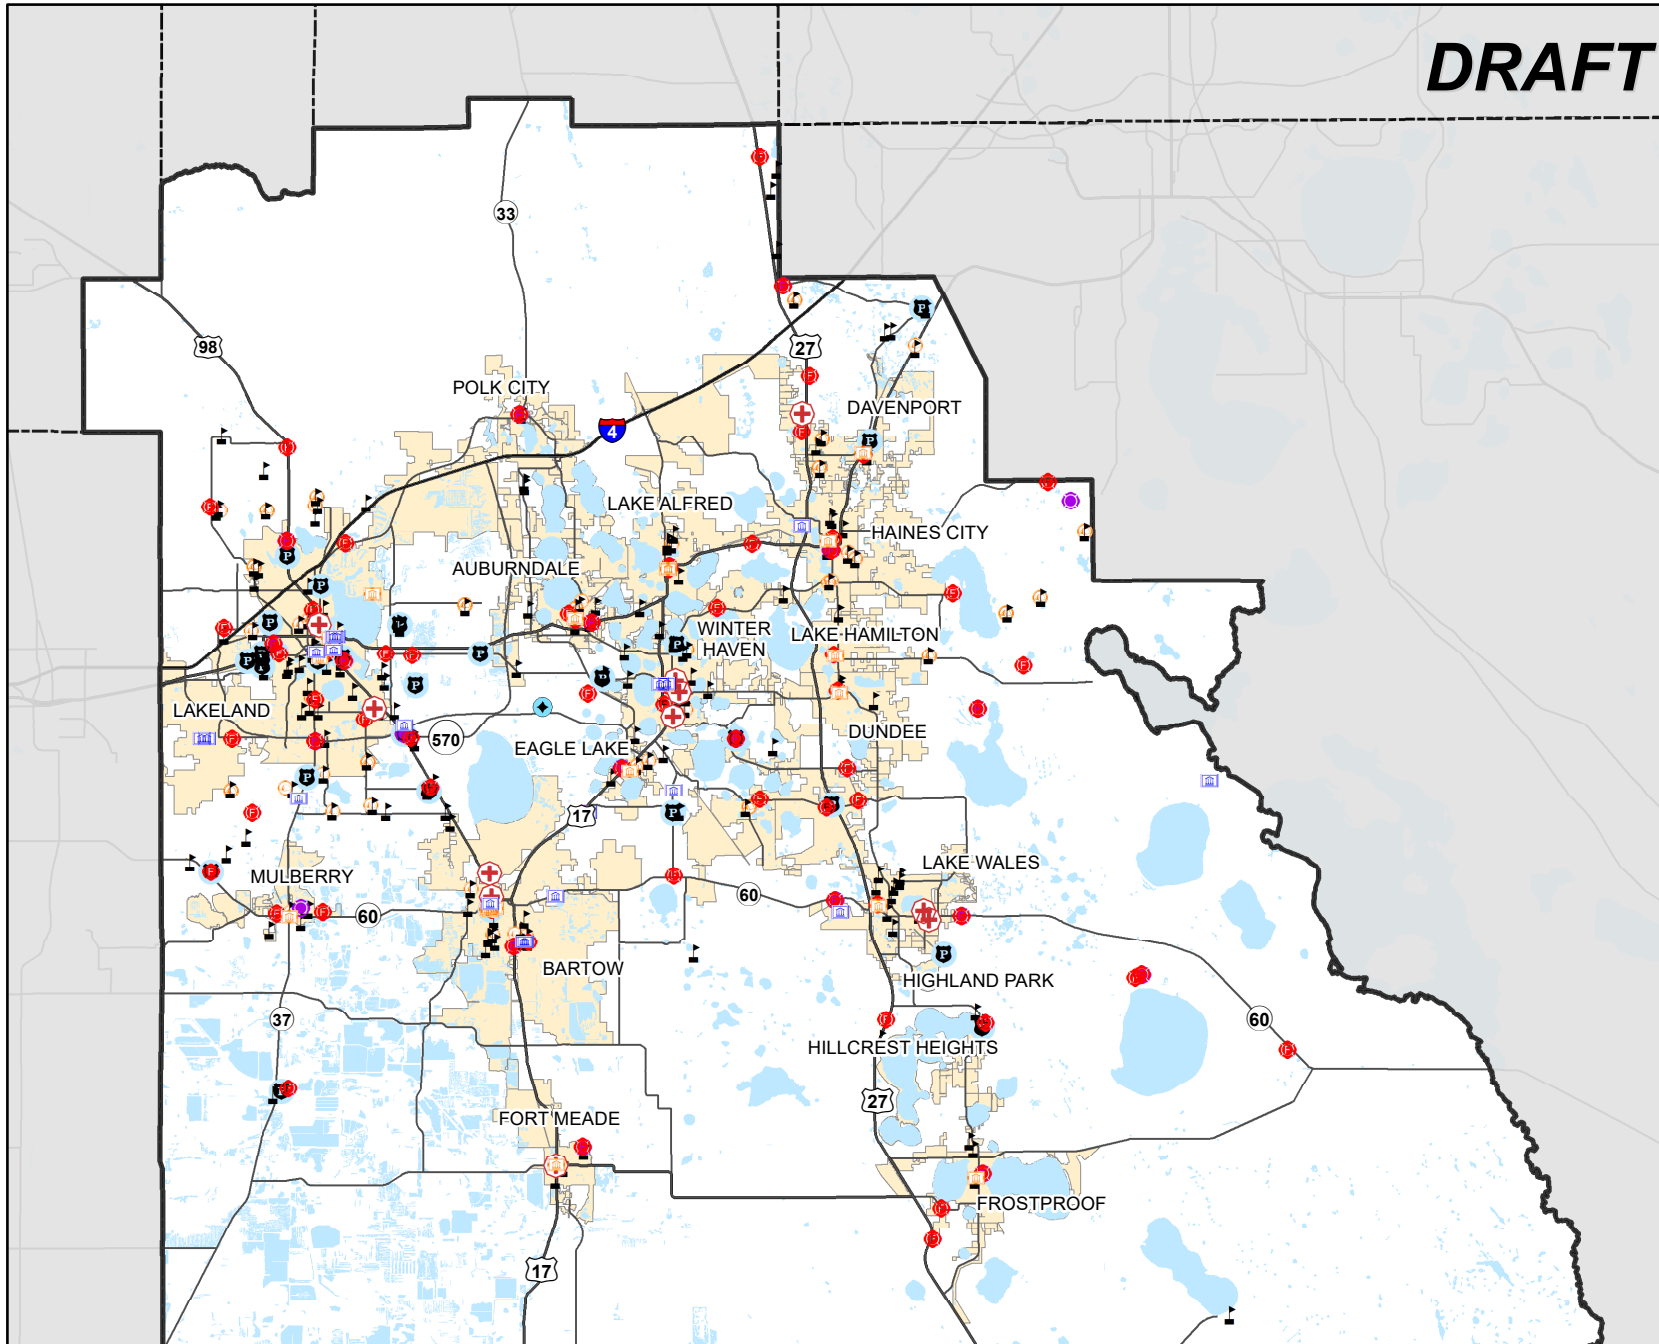 DRAFT
33
98
27
POLK CITY
DAVENPORT
4
LAKE ALFRED
HAINES CITY
AUBURNDALE
WINTER
HAVEN
LAKE HAMILTON
LAKELAND
570
EAGLE LAKE
DUNDEE
17
LAKE WALES
MULBERRY
60
60
BARTOW
HIGHLAND PARK
37
60
HILLCREST HEIGHTS
27
FORT MEADE
FROSTPROOF
17